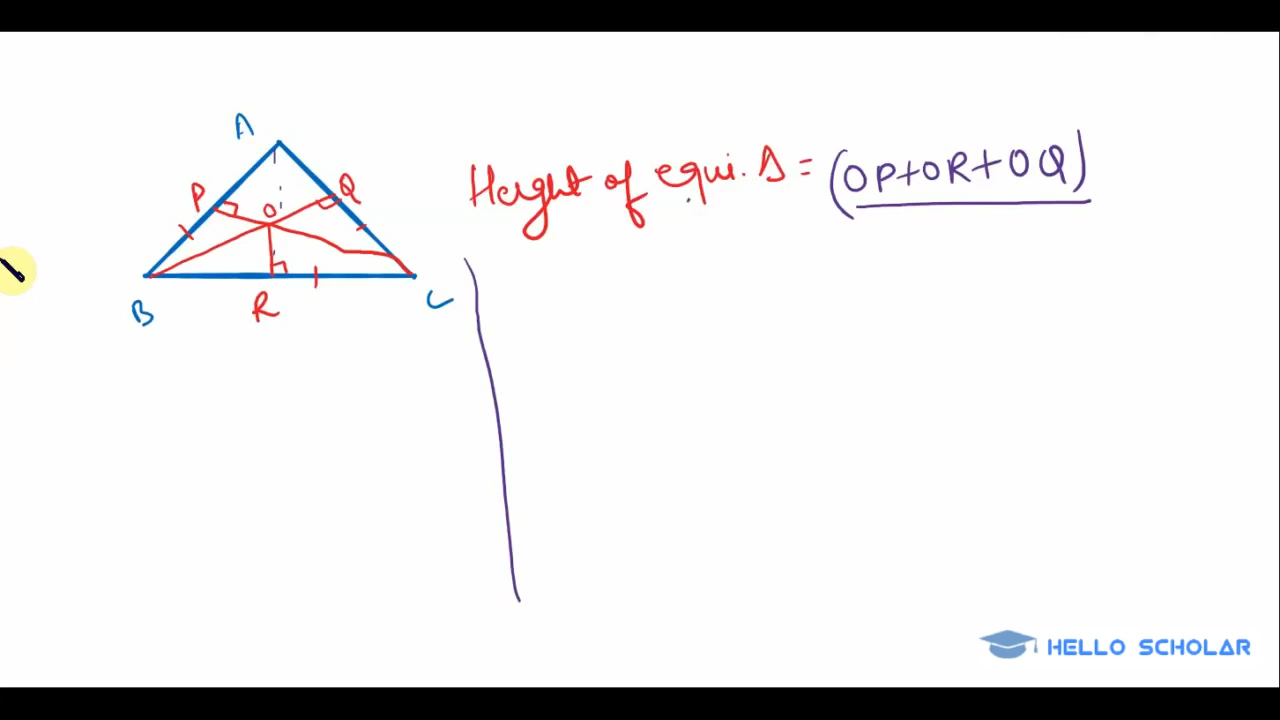 A
P
Q
O
B
R
C
Height of equi. Δ = (OP+OR+OQ)
HELLO SCHOLAR